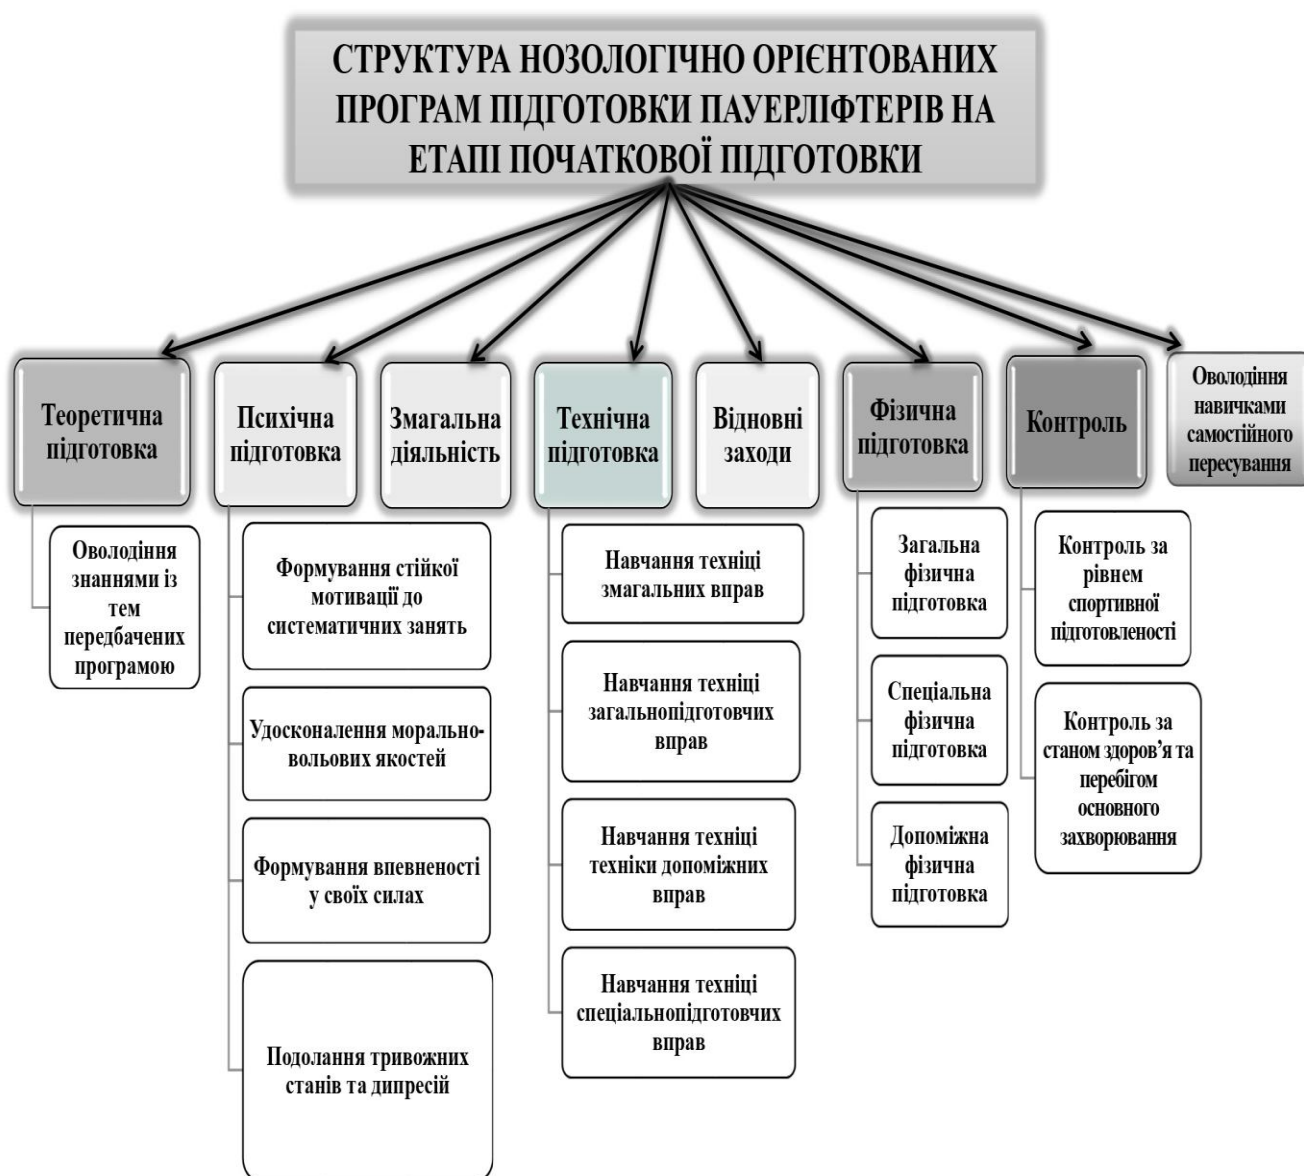 СТРУКТУРА НОЗОЛОГІЧНО ОРІЄНТОВАНИХ
ПРОГРАМ ПІДГОТОВКИ ПАУЕРЛІФТЕРІВ НА
ЕТАПІ ПОЧАТКОВОЇ ПІДГОТОВКИ
Теоретична
підготовка
Оволодіння
знаннями із
тем
передбачених
програмою
Психічна
підготовка
Формування стійкої
мотивації до
систематичних занять
Удосконалення морально-
вольових якостей
Формування впевненості
у своїх силах
Подолання тривожних
станів та дипресій
Змагальна
діяльність
Технічна
підготовка
Навчання техніці
змагальних вправ
Навчання техніці
загальнопідготовчих
вправ
Навчання техніці
техніки допоміжних
вправ
Навчання техніці
спеціальнопідготовчих
вправ
Відновні
заходи
Фізична
підготовка
Загальна
фізична
підготовка
Спеціальна
фізична
підготовка
Допоміжна
фізична
підготовка
Контроль
Контроль за
рівнем
спортивної
підготовленості
Контроль за
станом здоров’я та
перебігом
основного
захворювання
Оволодіння
навичками
самостійного
пересування